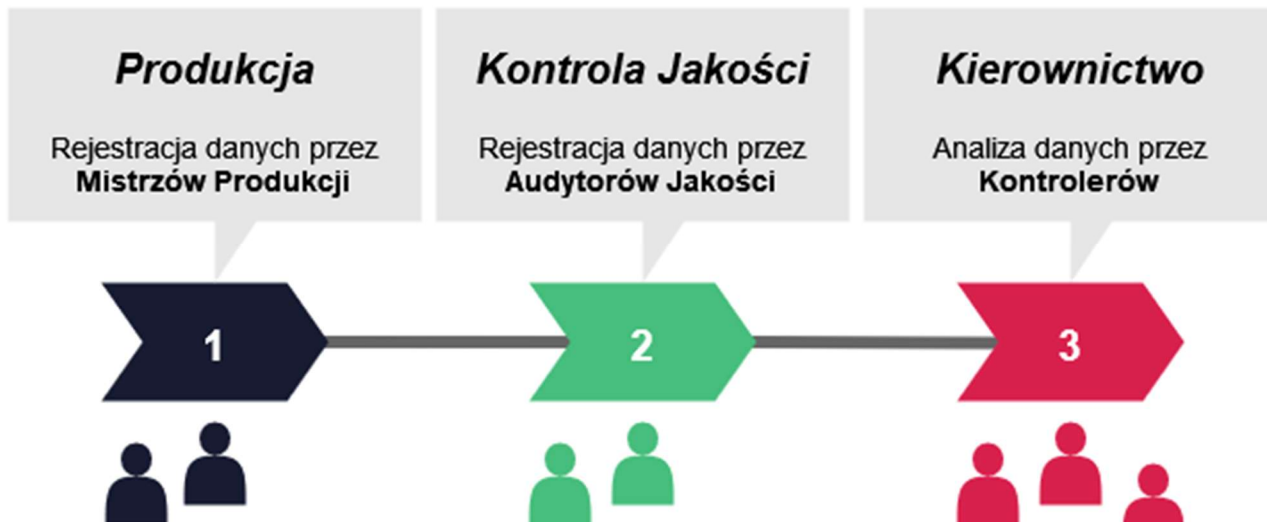 Produkcja
Rejestracja danych przez
Mistrzów Produkcji
Kontrola Jakości
Rejestracja danych przez
Audytorów Jakości
Kierownictwo
Analiza danych przez
Kontrolerów
1
2
3